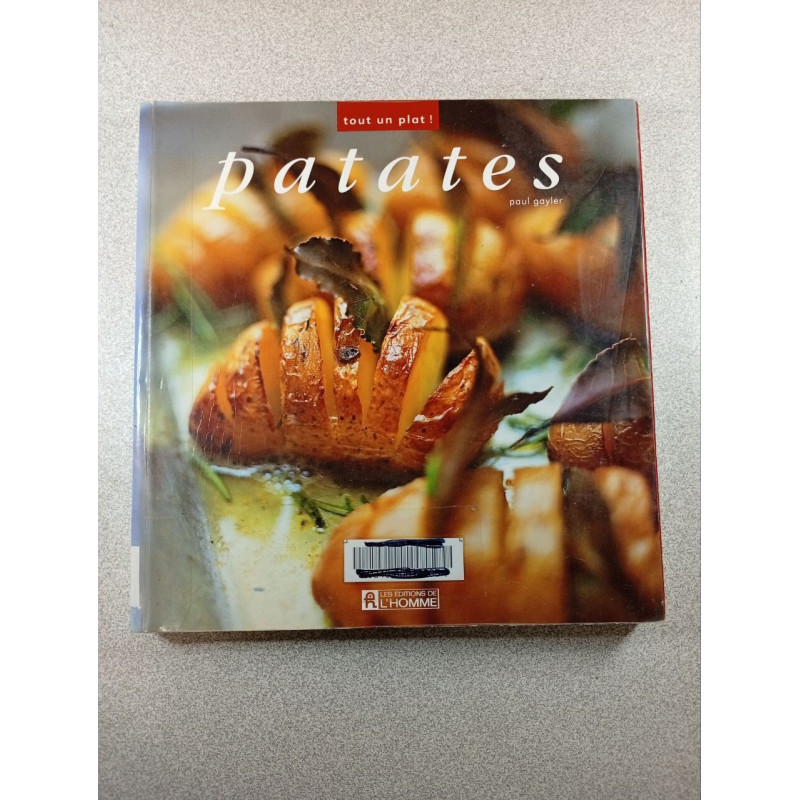 tout un plat !
patates
paul gayler
LES ÉDITIONS DE
L'HOMME